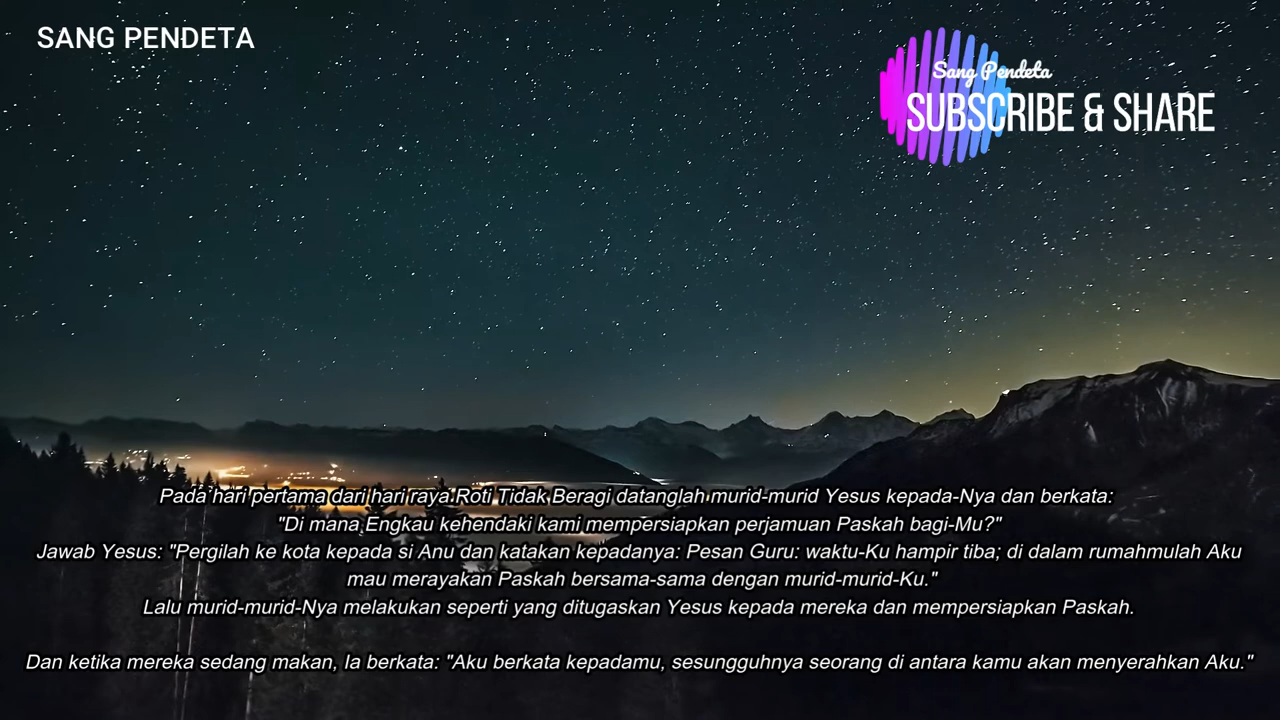 SANG PENDETA
Sang Pendeta
SUBSCRIBE & SHARE
Pada hari pertama dari hari raya Roti Tidak Beragi datanglah murid-murid Yesus kepada-Nya dan berkata:
"Di mana Engkau kehendaki kami mempersiapkan perjamuan Paskah bagi-Mu?"
Jawab Yesus: "Pergilah ke kota kepada si Anu dan katakan kepadanya: Pesan Guru: waktu-Ku hampir tiba; di dalam rumahmulah Aku
mau merayakan Paskah bersama-sama dengan murid-murid-Ku."
Lalu murid-murid-Nya melakukan seperti yang ditugaskan Yesus kepada mereka dan mempersiapkan Paskah.
Dan ketika mereka sedang makan, Ia berkata: "Aku berkata kepadamu, sesungguhnya seorang di antara kamu akan menyerahkan Aku."